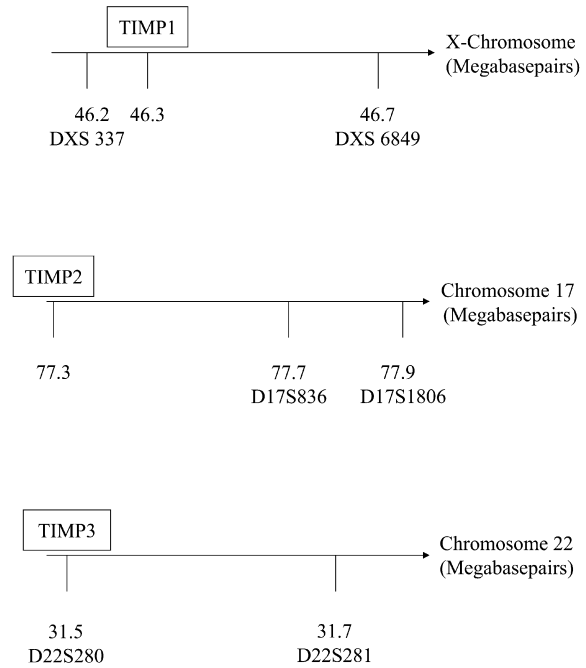 TIMP1
X-Chromosome
(Megabasepairs)
46.2 46.3 46.7
DXS 337 DXS 6849
TIMP2
Chromosome 17
(Megabasepairs)
77.3 77.7 77.9
D17S836 D17S1806
TIMP3
Chromosome 22
(Megabasepairs)
31.5 31.7
D22S280 D22S281